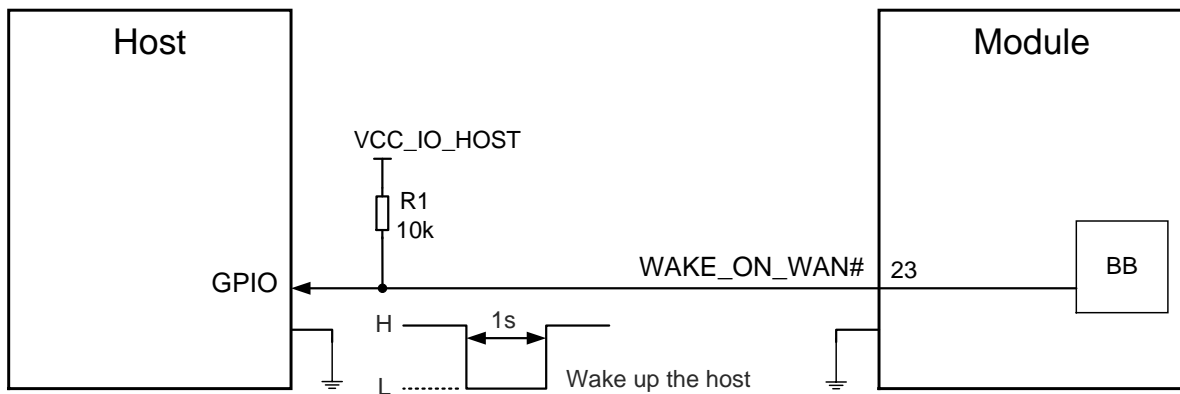 Host
Module
VCC_IO_HOST
R1
10k
GPIO
WAKE_ON_WAN#
23
BB
H
1s
L
Wake up the host